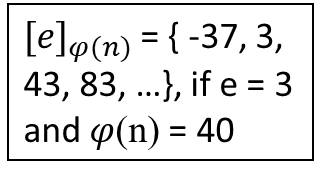 [e]φ(n) = { -37, 3,
43, 83, ...}, if e = 3
and φ(n) = 40